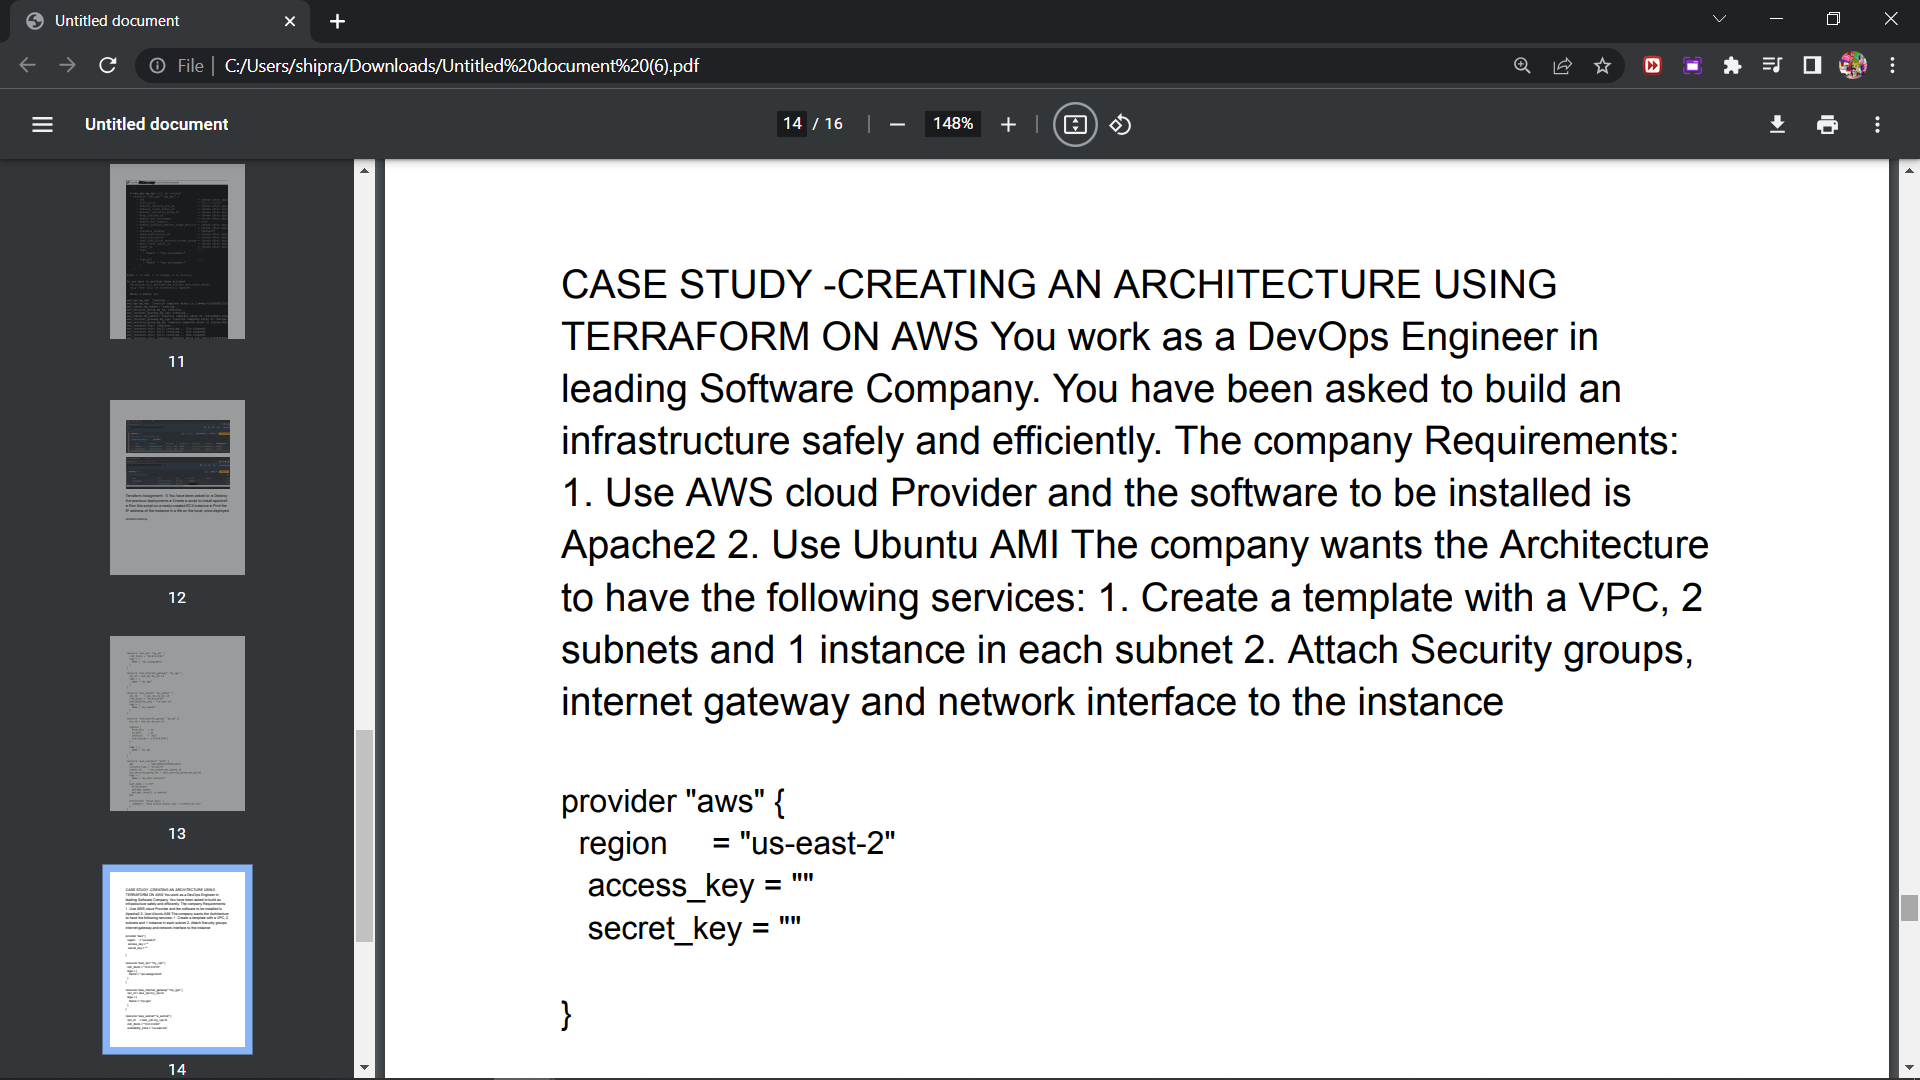 Untitled document
File
C:/Users/shipra/Downloads/Untitled%20document%20(6).pdf
Untitled document
14 / 16
148%
11
12
13
14
CASE STUDY -CREATING AN ARCHITECTURE USING
TERRAFORM ON AWS You work as a DevOps Engineer in
leading Software Company. You have been asked to build an
infrastructure safely and efficiently. The company Requirements:
1. Use AWS cloud Provider and the software to be installed is
Apache2 2. Use Ubuntu AMI The company wants the Architecture
to have the following services: 1. Create a template with a VPC, 2
subnets and 1 instance in each subnet 2. Attach Security groups,
internet gateway and network interface to the instance
provider "aws" {
region = "us-east-2"
access_key = ""
secret_key = ""
}